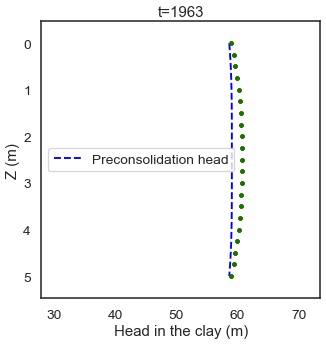 t=1963
Z (m)
0
1
2
3
4
5
Preconsolidation head
30 40 50 60 70
Head in the clay (m)